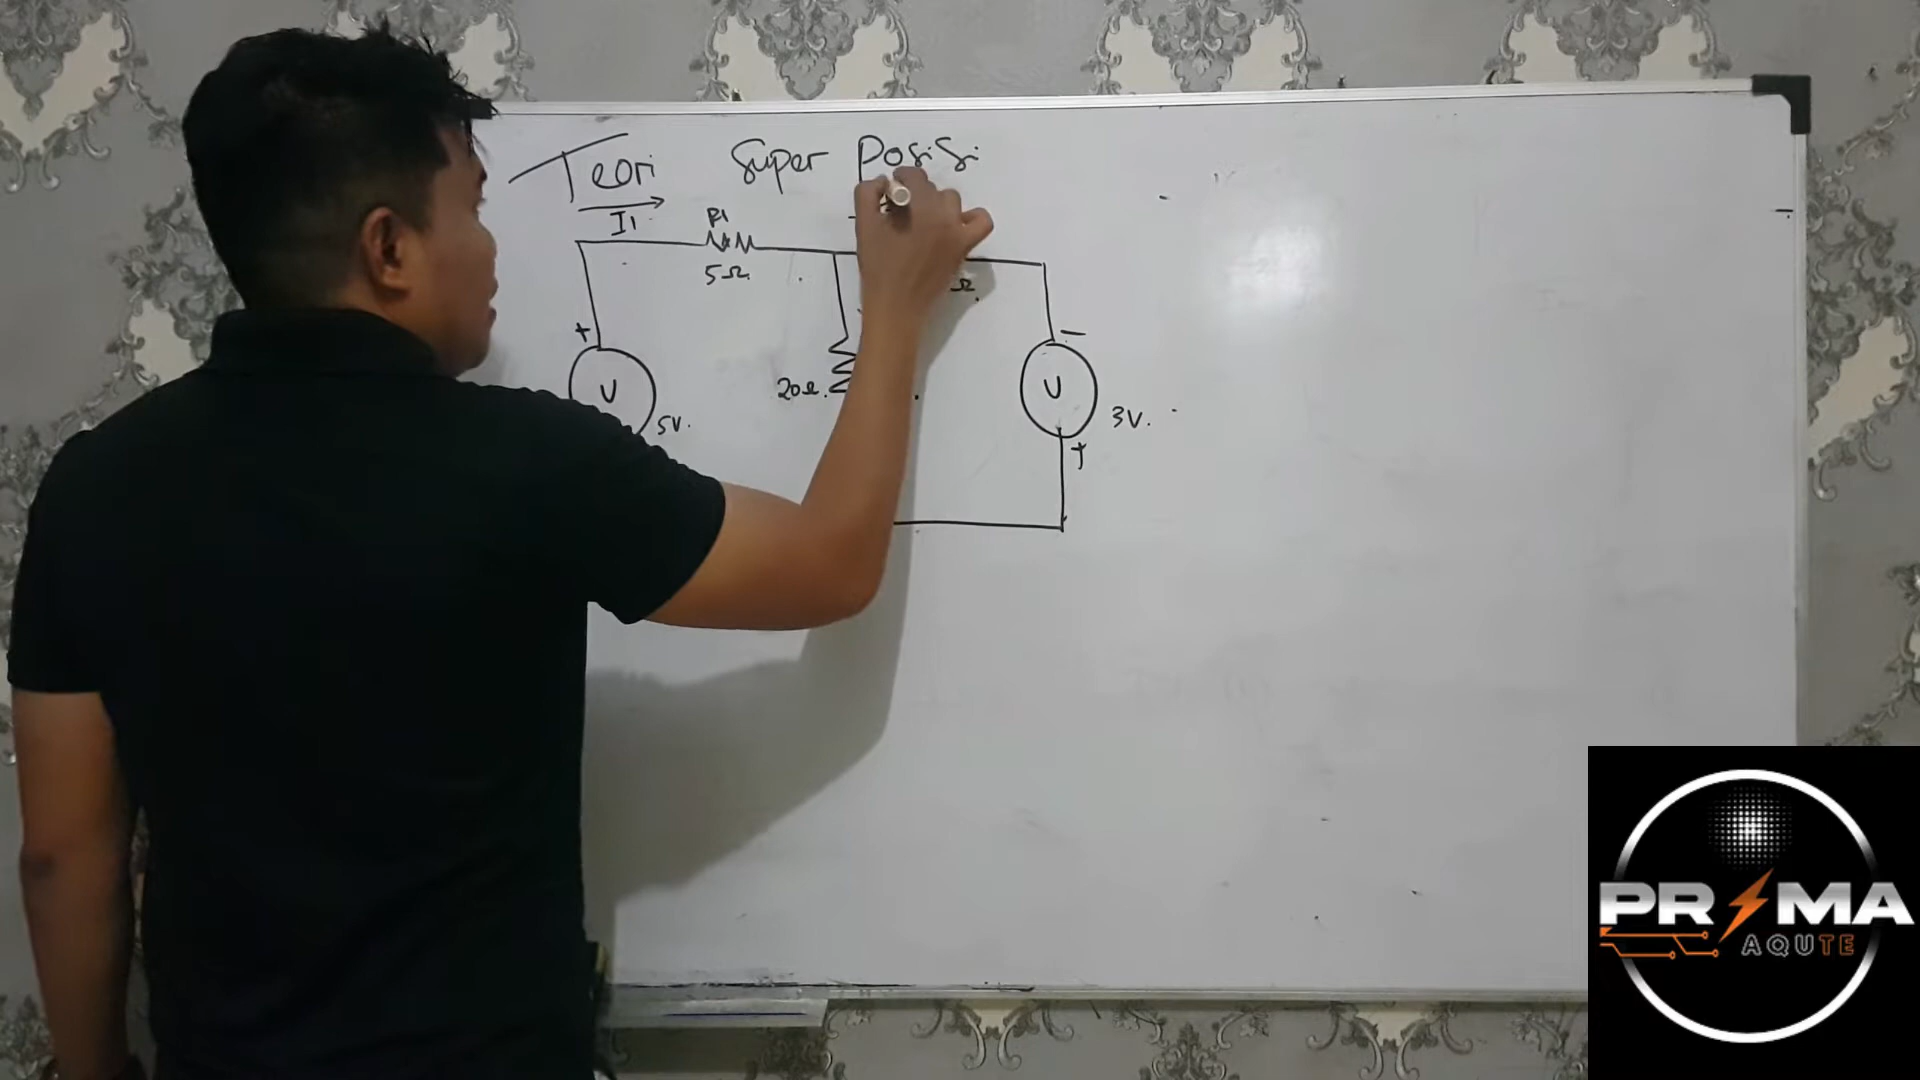 Teori Super Posisi
I1
R1
5Ω
Ω
+
-
V
5V.
20Ω.
V
3V.
+
PRIMA
AQUTE